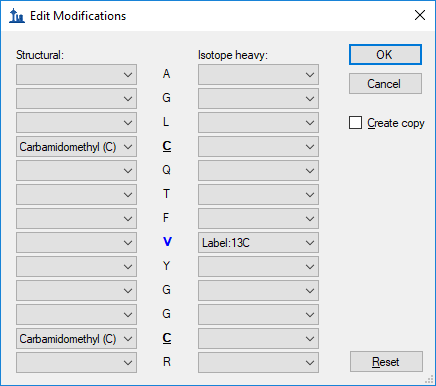 Edit Modifications
Structural: Isotope heavy:
A
G
L
Carbamidomethyl (C) C
Q
T
F
V Label:13C
Y
G
G
Carbamidomethyl (C) C
R
OK
Cancel
Create copy
Reset